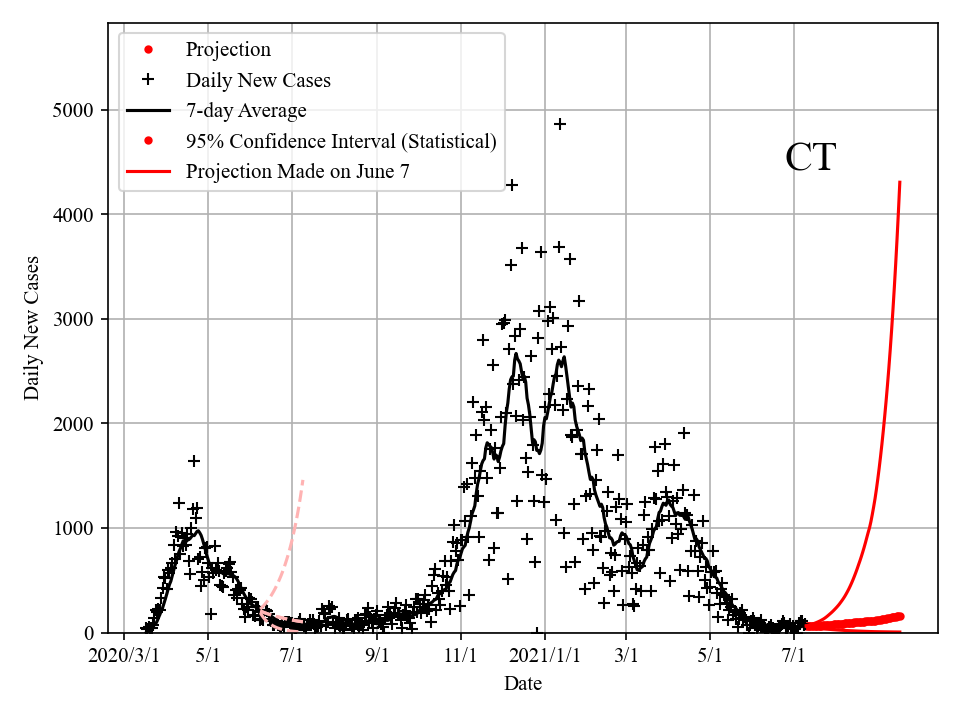 Projection
Daily New Cases
7-day Average
95% Confidence Interval (Statistical)
Projection Made on June 7
CT
5000
4000
3000
2000
1000
0
Daily New Cases
2020/3/1 5/1 7/1 9/1 11/1 2021/1/1 3/1 5/1 7/1
Date